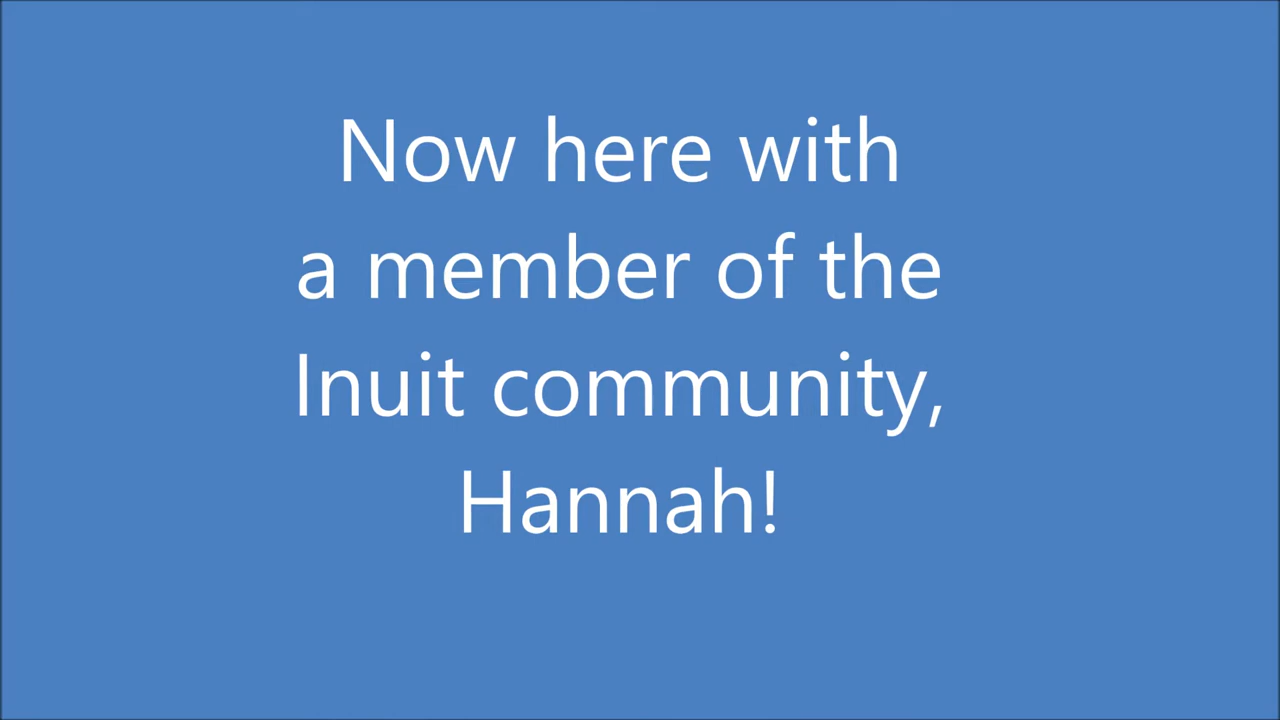 Now here with
a member of the
Inuit community,
Hannah!